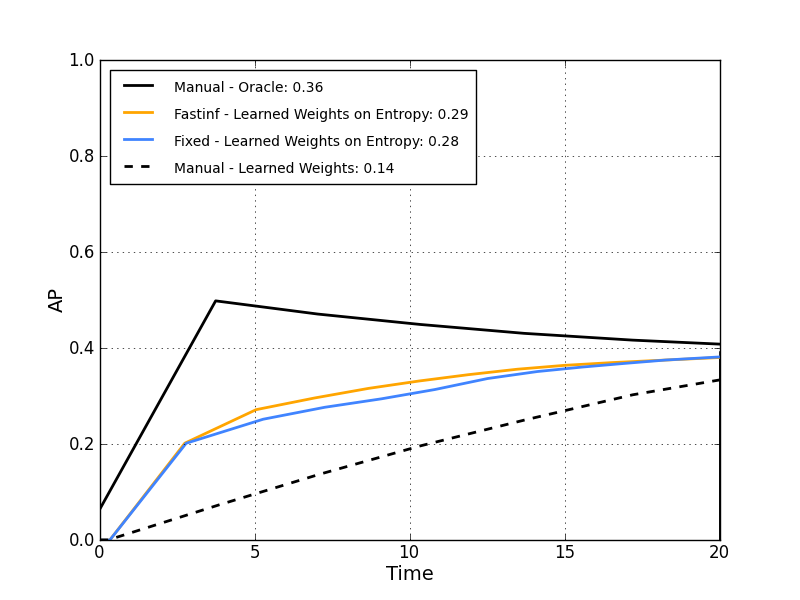 1.0
0.8
0.6
0.4
0.2
0.0
AP
Manual - Oracle: 0.36
Fastinf - Learned Weights on Entropy: 0.29
Fixed - Learned Weights on Entropy: 0.28
Manual - Learned Weights: 0.14
0 5 10 15 20
Time